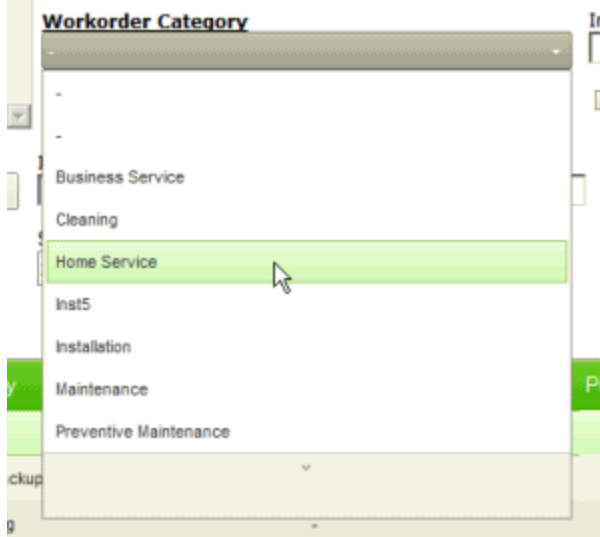 Workorder Category
-
-
-
Business Service
Cleaning
Home Service
Inst5
Installation
Maintenance
Preventive Maintenance
-